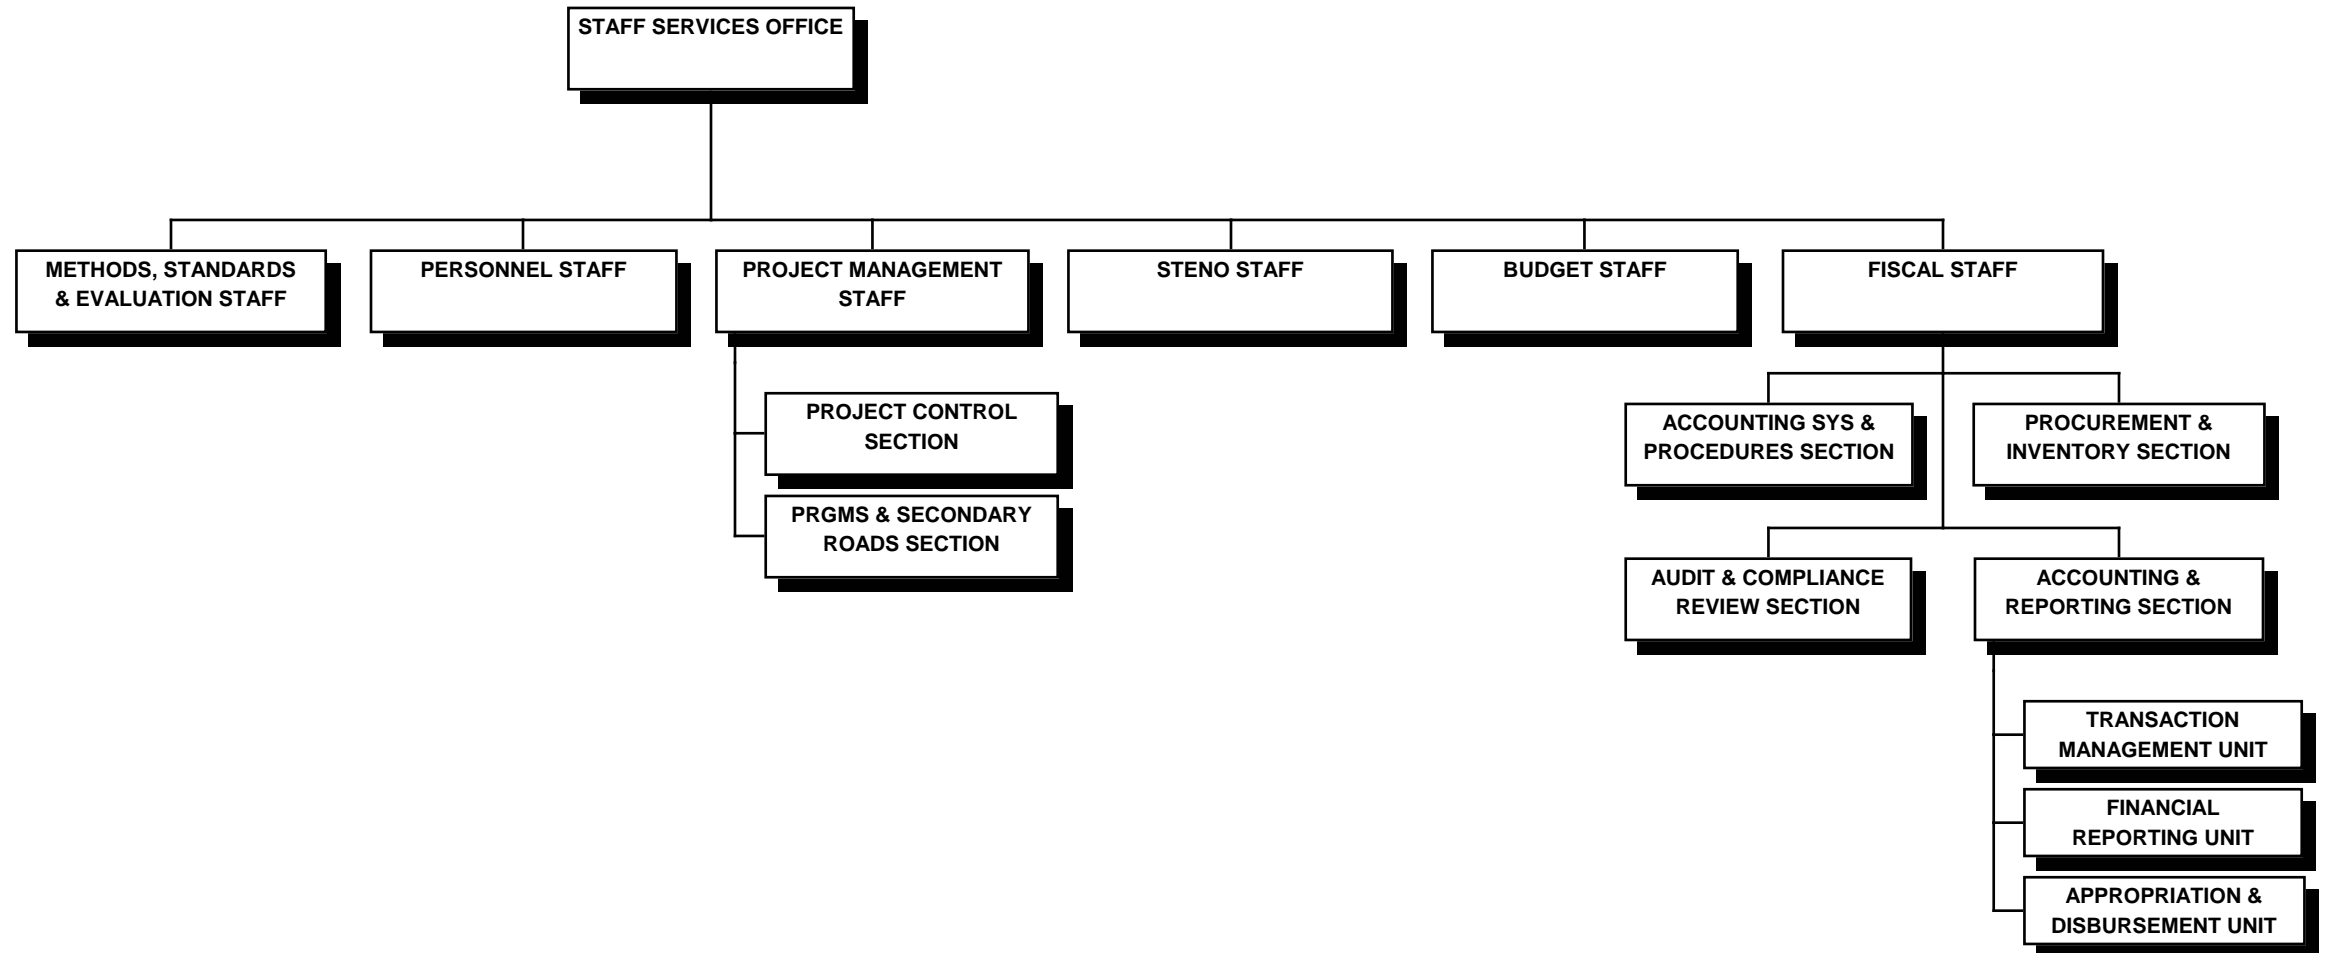 STAFF SERVICES OFFICE
METHODS, STANDARDS
& EVALUATION STAFF
PERSONNEL STAFF
PROJECT MANAGEMENT
STAFF
STENO STAFF
BUDGET STAFF
FISCAL STAFF
PROJECT CONTROL
SECTION
PRGMS & SECONDARY
ROADS SECTION
ACCOUNTING SYS &
PROCEDURES SECTION
PROCUREMENT &
INVENTORY SECTION
AUDIT & COMPLIANCE
REVIEW SECTION
ACCOUNTING &
REPORTING SECTION
TRANSACTION
MANAGEMENT UNIT
FINANCIAL
REPORTING UNIT
APPROPRIATION &
DISBURSEMENT UNIT